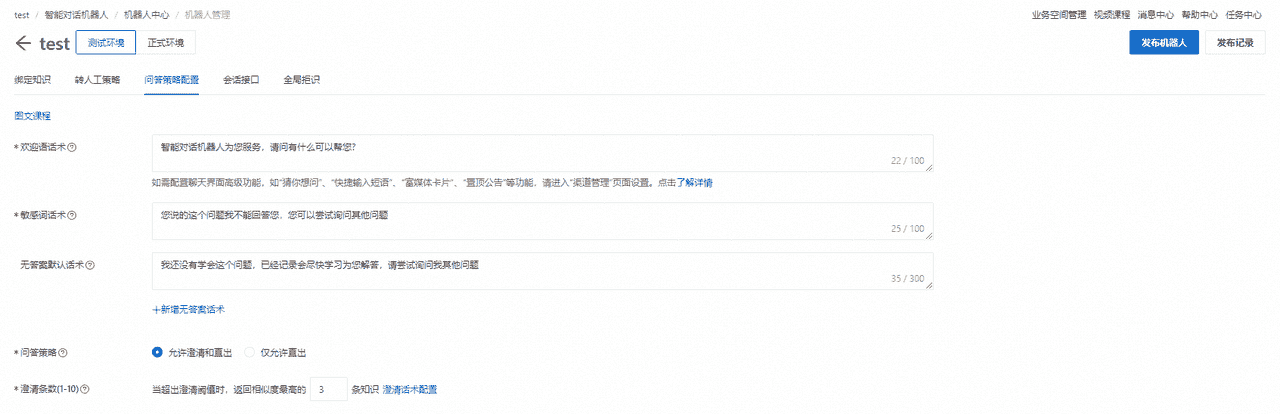 test / 智能对话机器人 / 机器人中心 / 机器人管理
业务空间管理 视频课程 消息中心 帮助中心 任务中心
test 测试环境 正式环境 发布机器人 发布记录
绑定知识 转人工策略 问答策略配置 会话接口 全局拒识
图文课程
*欢迎语话术 智能对话机器人为您服务，请问有什么可以帮您?
22 / 100
如需配置聊天界面高级功能，如“猜你想问”、“快捷输入短语”、“富媒体卡片”、“置顶公告”等功能，请进入“渠道管理”页面设置。点击了解详情
*敏感词话术 您说的这个问题我不能回答您，您可以尝试询问其他问题
25 / 100
无答案默认话术 我还没有学会这个问题，已经记录会尽快学习为您解答，请尝试询问我其他问题
35 / 300
+新增无答案话术
*问答策略 允许澄清和直出 仅允许直出
*澄清条数(1-10) 当超出澄清阈值时，返回相似度最高的 3 条知识 澄清话术配置